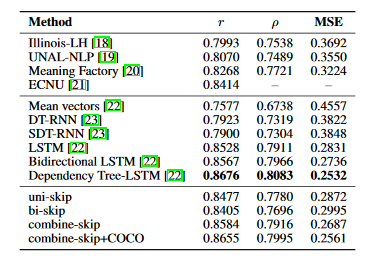 Method r ρ MSE
Illinois-LH [18] 0.7993 0.7538 0.3692
UNAL-NLP [19] 0.8070 0.7489 0.3550
Meaning Factory [20] 0.8268 0.7721 0.3224
ECNU [21] 0.8414 – –
Mean vectors [22] 0.7577 0.6738 0.4557
DT-RNN [23] 0.7923 0.7319 0.3822
SDT-RNN [23] 0.7900 0.7304 0.3848
LSTM [22] 0.8528 0.7911 0.2831
Bidirectional LSTM [22] 0.8567 0.7966 0.2736
Dependency Tree-LSTM [22] 0.8676 0.8083 0.2532
uni-skip 0.8477 0.7780 0.2872
bi-skip 0.8405 0.7696 0.2995
combine-skip 0.8584 0.7916 0.2687
combine-skip+COCO 0.8655 0.7995 0.2561